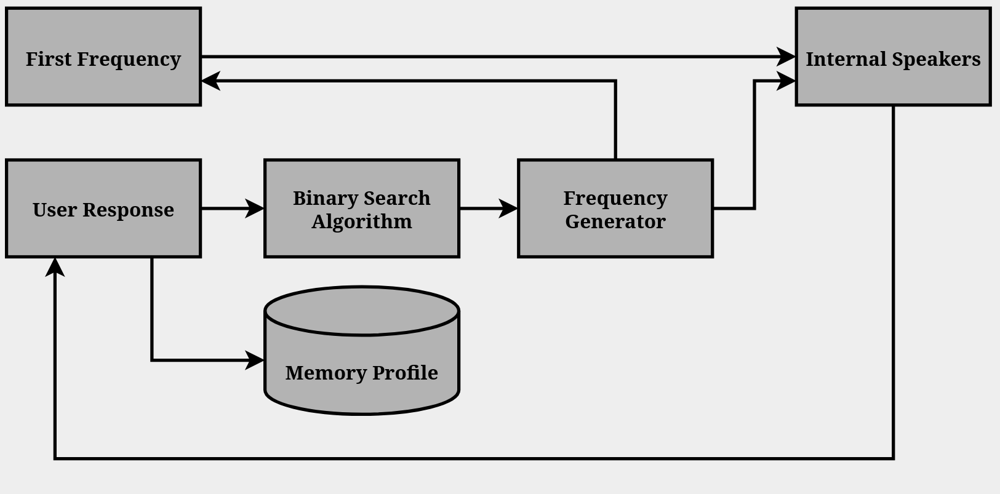 First Frequency
Internal Speakers
User Response
Binary Search
Algorithm
Frequency
Generator
Memory Profile